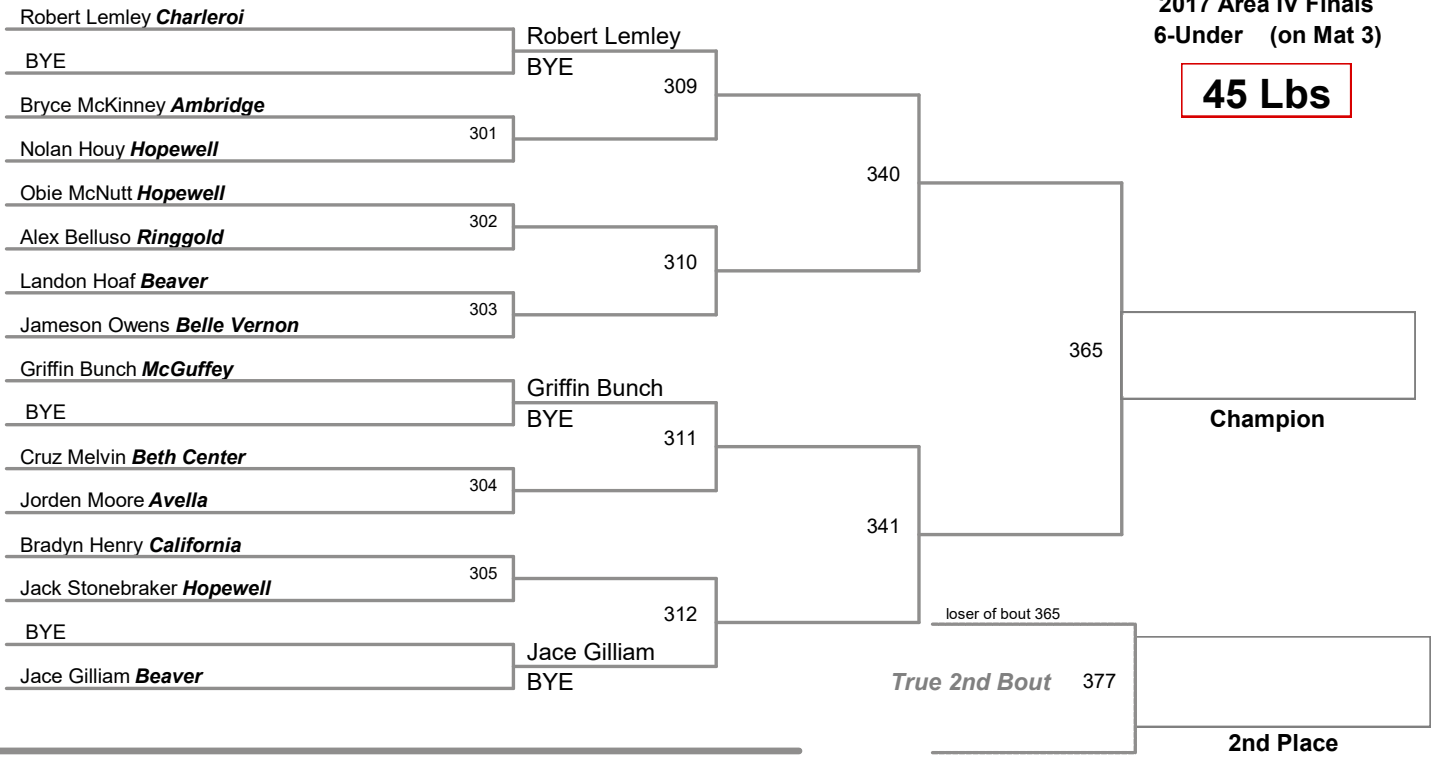 2017 Area IV Finals
6-Under (on Mat 3)
45 Lbs
Robert Lemley Charleroi
BYE
Robert Lemley
BYE
309
Bryce McKinney Ambridge
301
Nolan Houy Hopewell
340
Obie McNutt Hopewell
302
Alex Belluso Ringgold
310
Landon Hoaf Beaver
303
Jameson Owens Belle Vernon
365
Griffin Bunch McGuffey
Griffin Bunch
BYE
BYE
311
Champion
Cruz Melvin Beth Center
304
Jorden Moore Avella
341
Bradyn Henry California
305
Jack Stonebraker Hopewell
312
loser of bout 365
BYE
Jace Gilliam
Jace Gilliam Beaver
BYE
True 2nd Bout 377
2nd Place